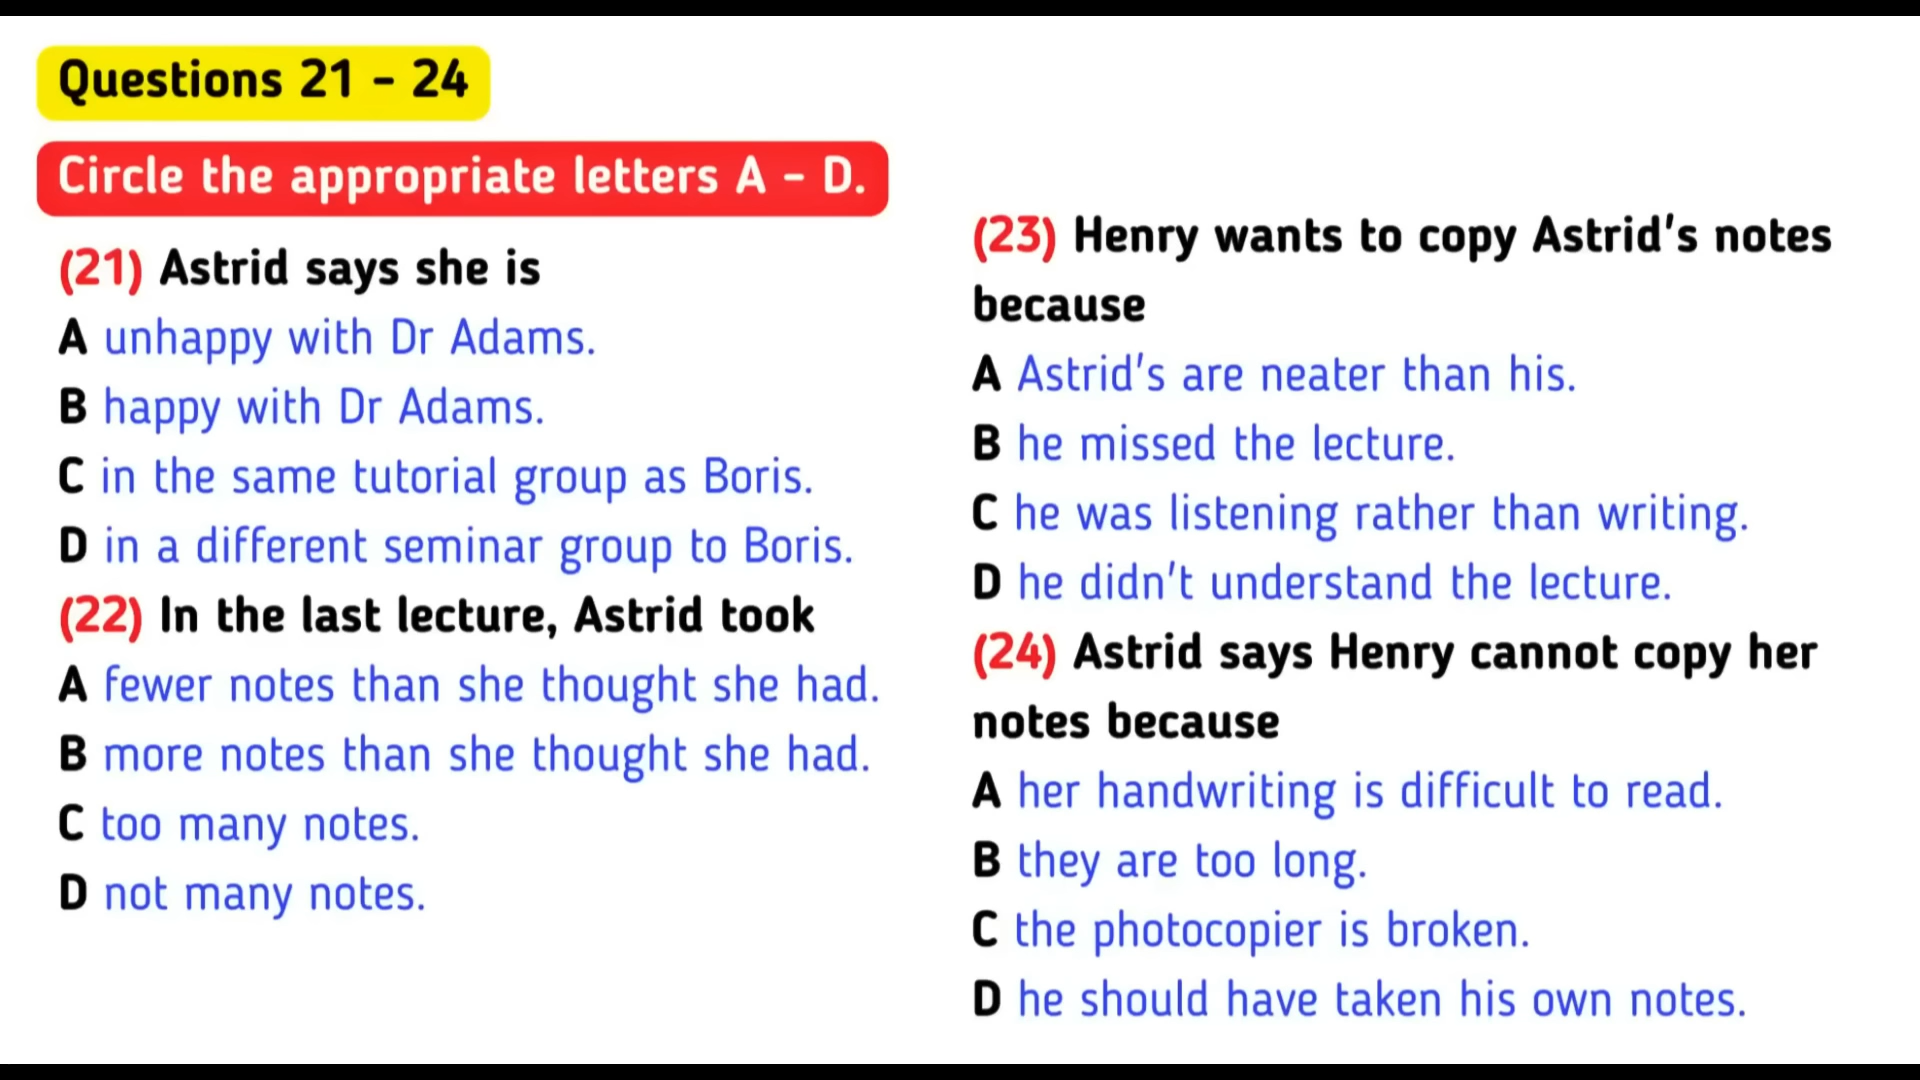 Questions 21 – 24
Circle the appropriate letters A – D.
(21) Astrid says she is
A unhappy with Dr Adams.
B happy with Dr Adams.
C in the same tutorial group as Boris.
D in a different seminar group to Boris.
(22) In the last lecture, Astrid took
A fewer notes than she thought she had.
B more notes than she thought she had.
C too many notes.
D not many notes.
(23) Henry wants to copy Astrid's notes
because
A Astrid's are neater than his.
B he missed the lecture.
C he was listening rather than writing.
D he didn't understand the lecture.
(24) Astrid says Henry cannot copy her
notes because
A her handwriting is difficult to read.
B they are too long.
C the photocopier is broken.
D he should have taken his own notes.